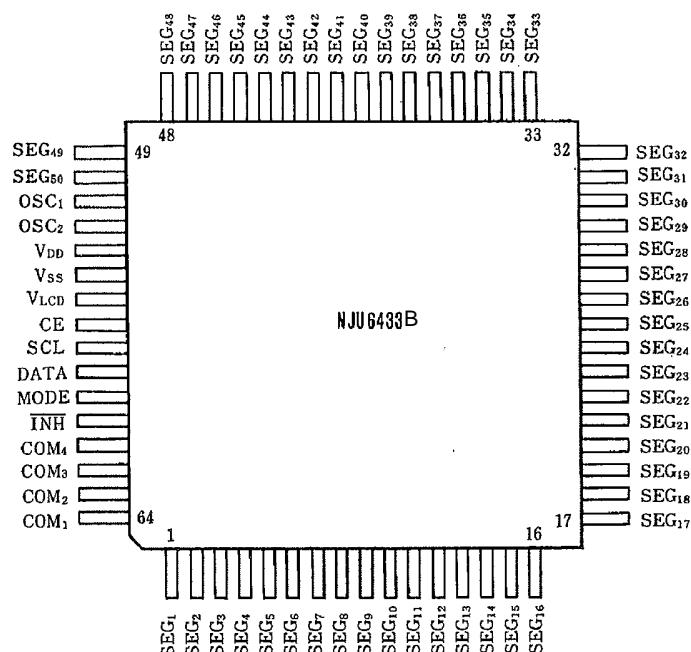 SEG₄₈ SEG₄₇ SEG₄₆ SEG₄₅ SEG₄₄ SEG₄₃ SEG₄₂ SEG₄₁ SEG₄₀ SEG₃₉ SEG₃₈ SEG₃₇ SEG₃₆ SEG₃₅ SEG₃₄ SEG₃₃
48 33
49 32
SEG₄₉ SEG₃₂
SEG₅₀ SEG₃₁
OSC₁ SEG₃₀
OSC₂ SEG₂₉
VDD SEG₂₈
VSS SEG₂₇
VLCD SEG₂₆
CE SEG₂₅
SCL SEG₂₄
DATA SEG₂₃
MODE SEG₂₂
I̅N̅H̅ SEG₂₁
COM₄ SEG₂₀
COM₃ SEG₁₉
COM₂ SEG₁₈
COM₁ SEG₁₇
NJU6433B
64 17
1 16
SEG₁ SEG₂ SEG₃ SEG₄ SEG₅ SEG₆ SEG₇ SEG₈ SEG₉ SEG₁₀ SEG₁₁ SEG₁₂ SEG₁₃ SEG₁₄ SEG₁₅ SEG₁₆